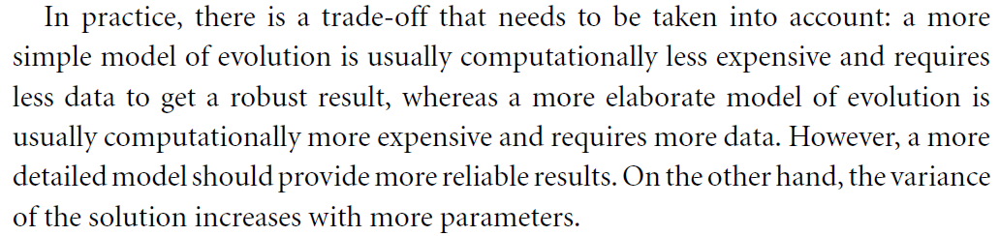 In practice, there is a trade-off that needs to be taken into account: a more
simple model of evolution is usually computationally less expensive and requires
less data to get a robust result, whereas a more elaborate model of evolution is
usually computationally more expensive and requires more data. However, a more
detailed model should provide more reliable results. On the other hand, the variance
of the solution increases with more parameters.